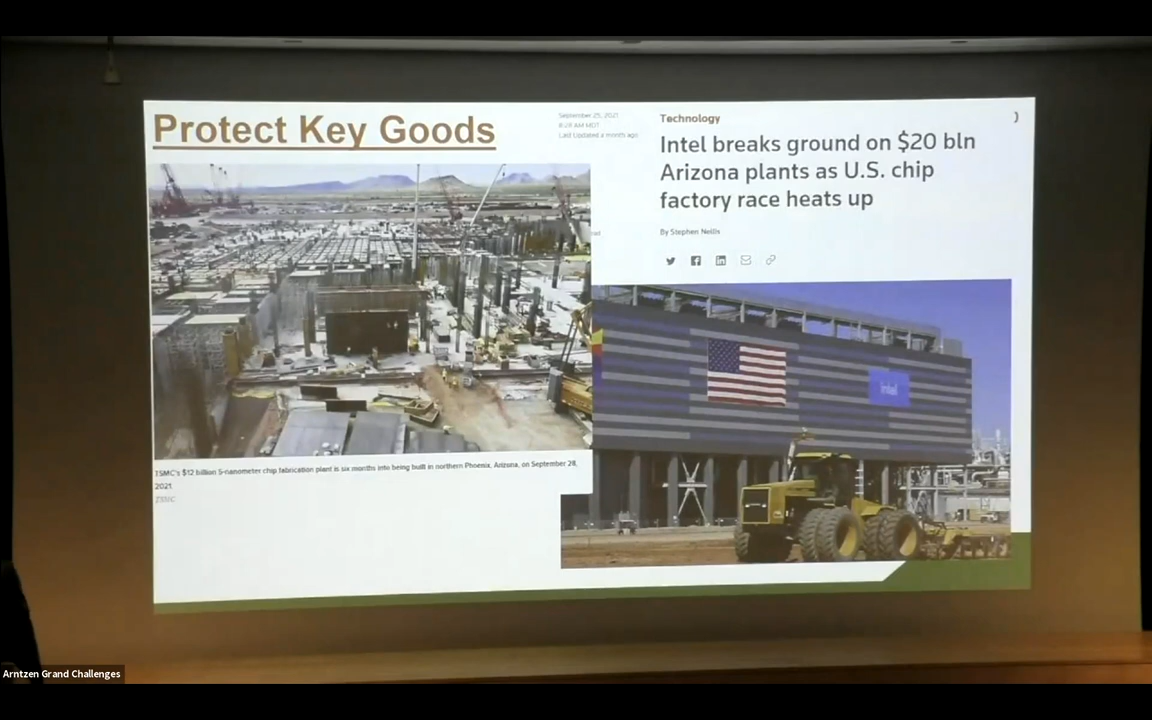 Protect Key Goods
September 25, 2021
8:28 AM MDT
Last Updated a month ago
Technology
Intel breaks ground on $20 bln
Arizona plants as U.S. chip
factory race heats up
By Stephen Nellis
intel
TSMC's $12 billion 5-nanometer chip fabrication plant is six months into being built in northern Phoenix, Arizona, on September 28,
2021.
TSMC
Arntzen Grand Challenges